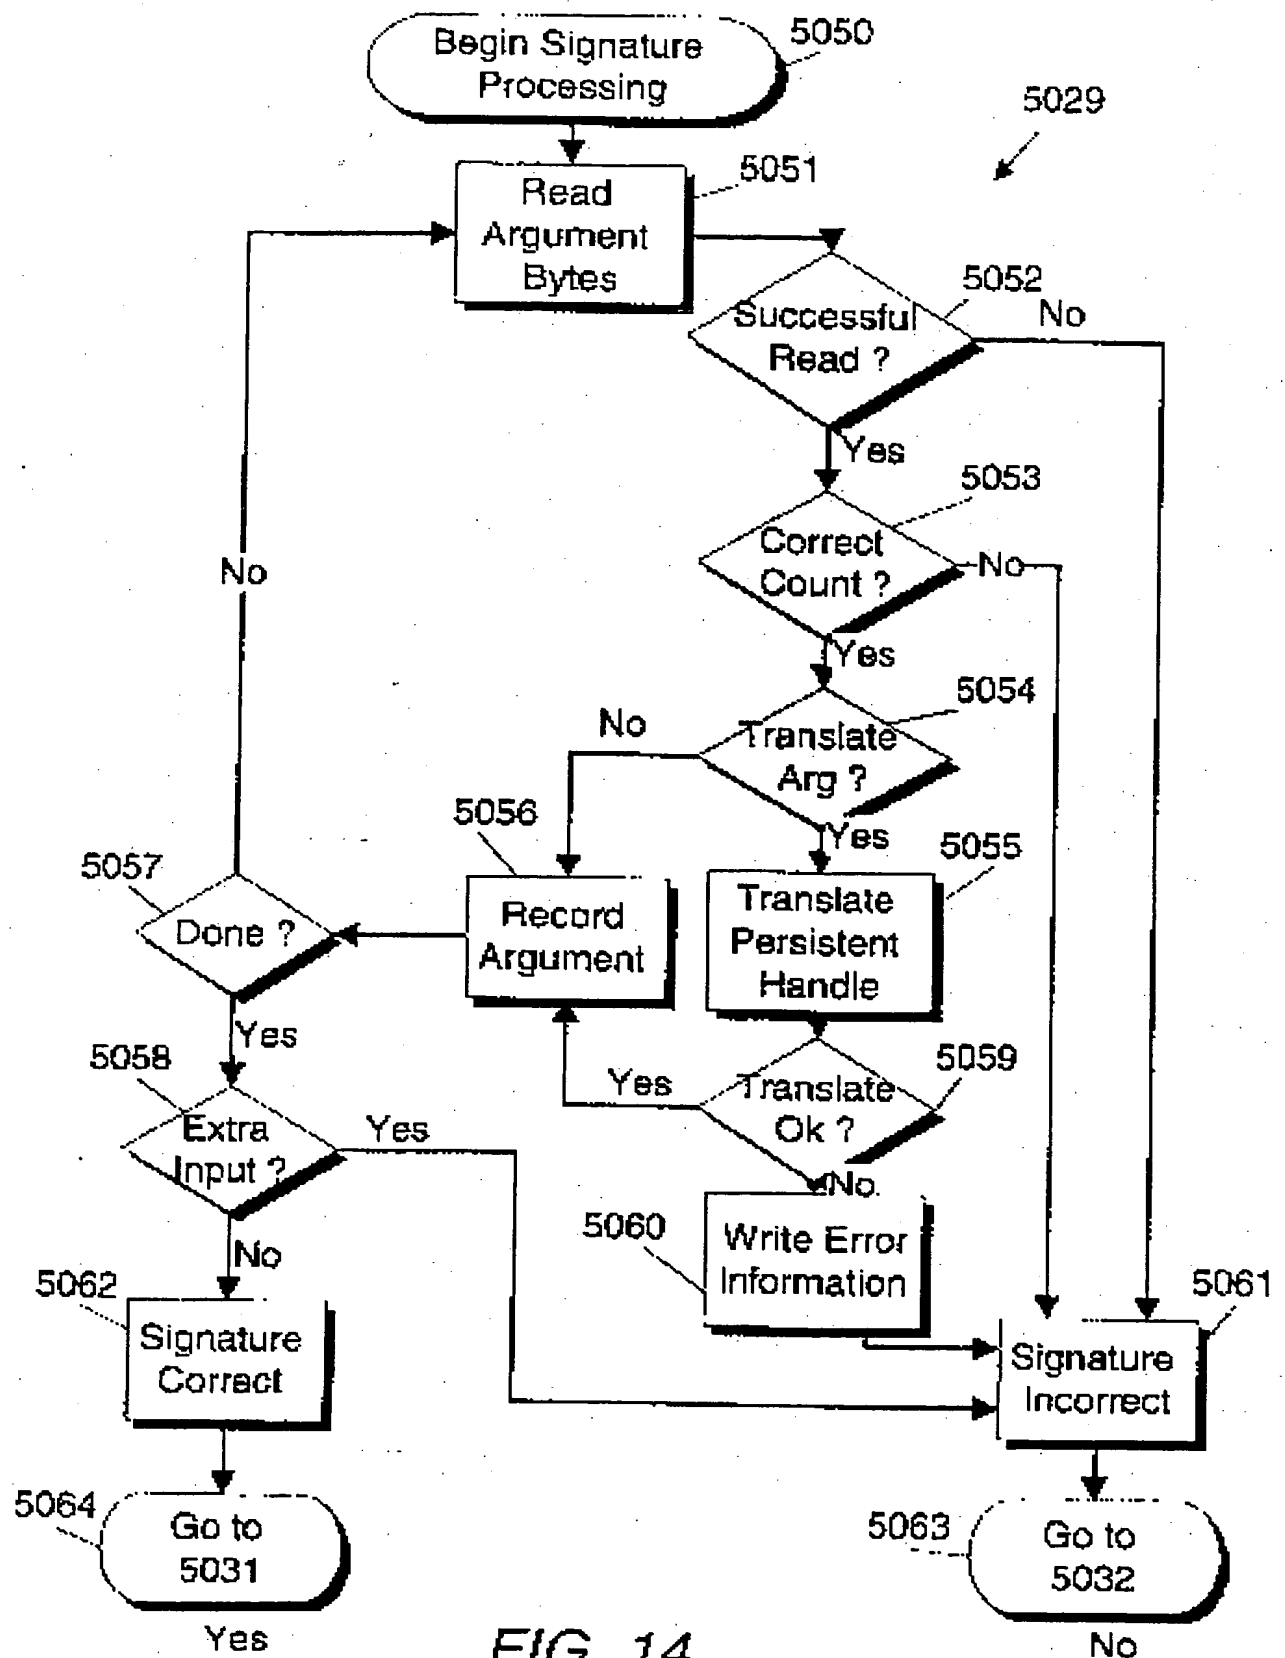 Begin Signature
Processing
5050
5029
Read
Argument
Bytes
5051
Successful
Read ?
5052
No
Yes
Correct
Count ?
5053
No
Yes
No
Translate
Arg ?
5054
No
Yes
5056
Record
Argument
5055
Translate
Persistent
Handle
5057
Done ?
Yes
5058
Extra
Input ?
Yes
No
Yes
Translate
Ok ?
5059
No
5060
Write Error
Information
5062
Signature
Correct
5061
Signature
Incorrect
5064
Go to
5031
Yes
5063
Go to
5032
No
FIG. 14